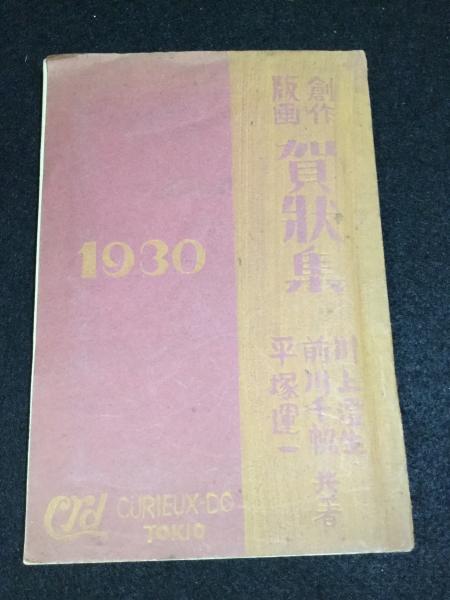 創作
版画
賀狀集
川上澄生
前川千帆
平塚運一
共著
1930
crd CURIEUX-DO
TOKIO